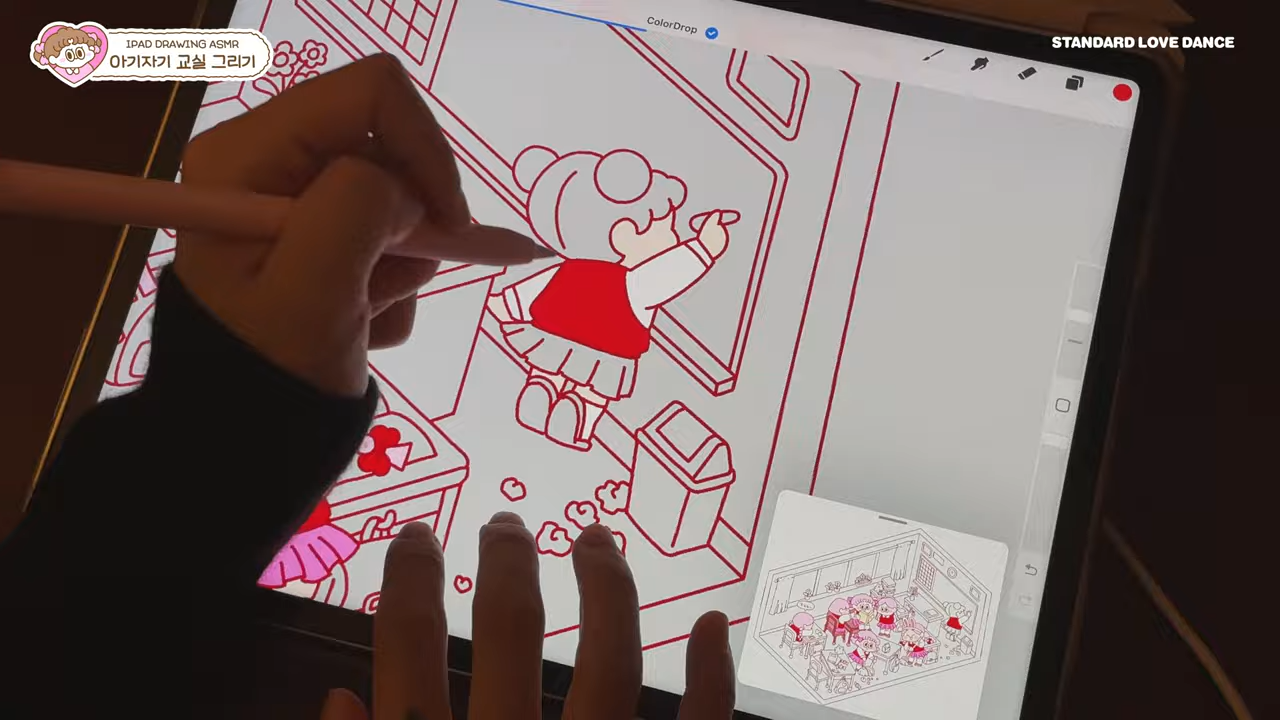 IPAD DRAWING ASMR
아기자기 교실 그리기
ColorDrop
STANDARD LOVE DANCE